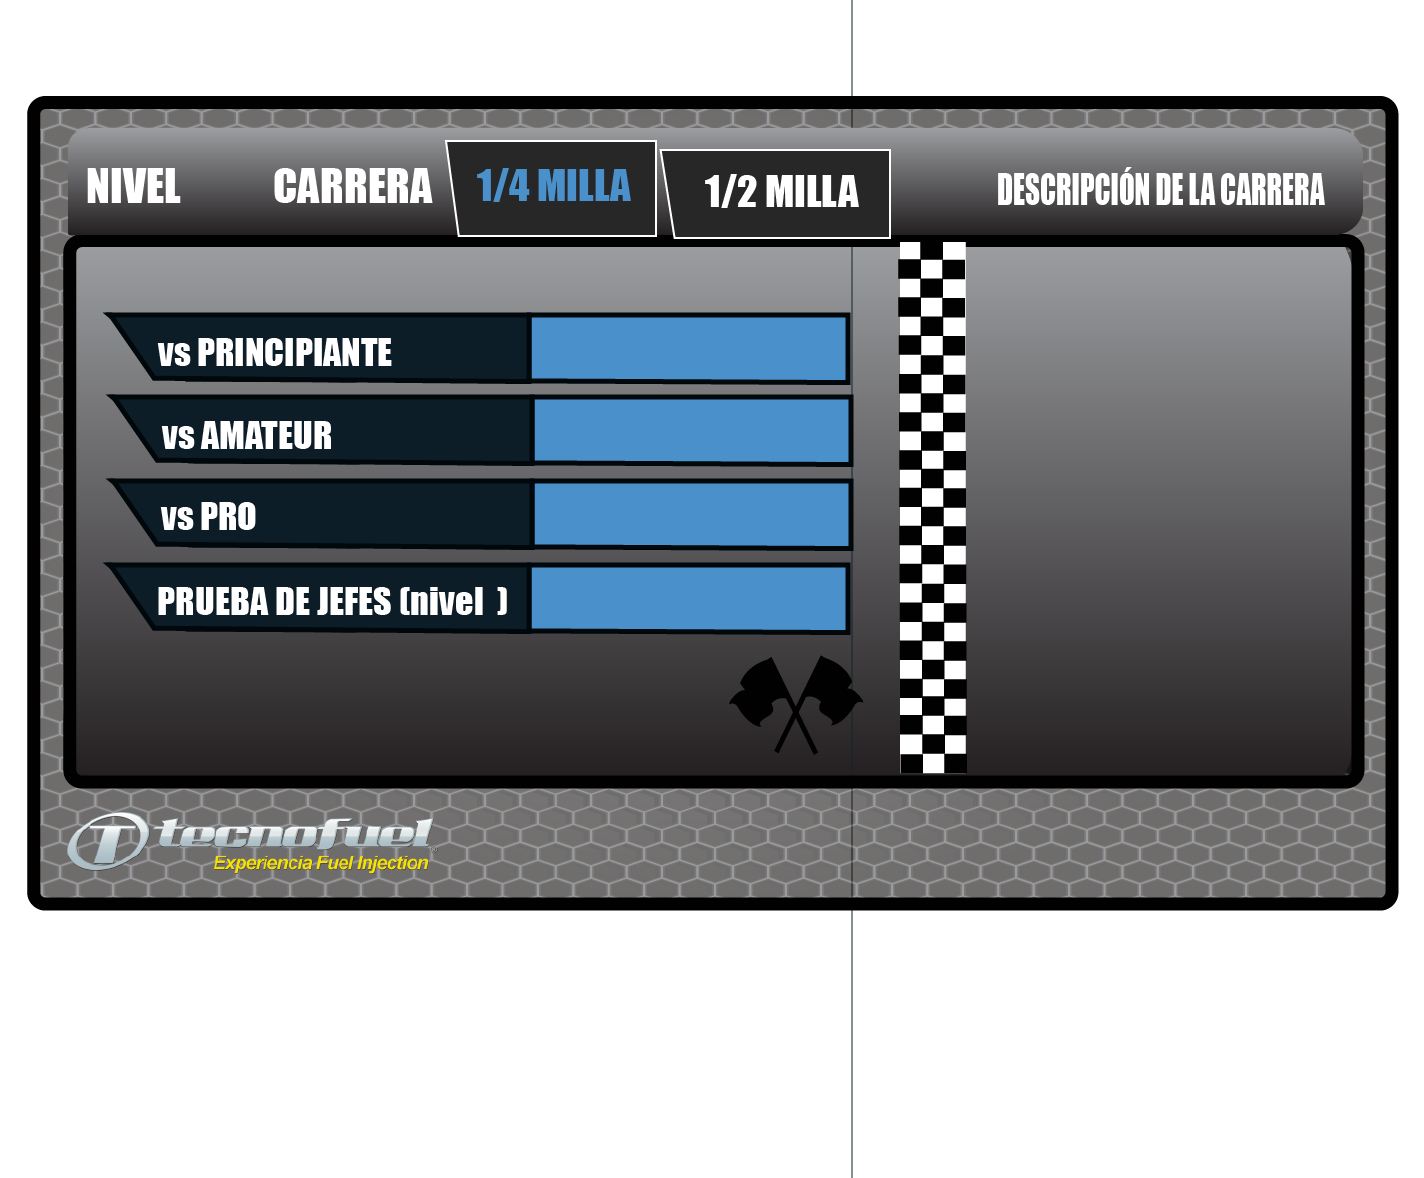 NIVEL CARRERA 1/4 MILLA 1/2 MILLA DESCRIPCIÓN DE LA CARRERA
vs PRINCIPIANTE
vs AMATEUR
vs PRO
PRUEBA DE JEFES (nivel )
T tecnofuel
Experiencia Fuel Injection